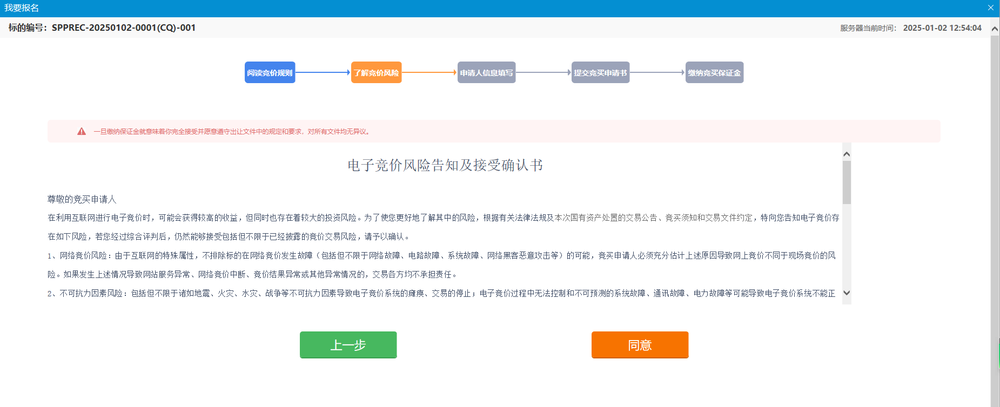 我要报名
标的编号：SPPREC-20250102-0001(CQ)-001
服务器当前时间： 2025-01-02 12:54:04
阅读竞价规则 了解竞价风险 申请人信息填写 提交竞买申请书 缴纳竞买保证金
一旦缴纳保证金就意味着你完全接受并愿意遵守出让文件中的规定和要求，对所有文件均无异议。
电子竞价风险告知及接受确认书
尊敬的竞买申请人
在利用互联网进行电子竞价时，可能会获得较高的收益，但同时也存在着较大的投资风险。为了使您更好地了解其中的风险，根据有关法律法规及本次国有资产处置的交易公告、竞买须知和交易文件约定，特向您告知电子竞价存
在如下风险，若您经过综合评判后，仍然能够接受包括但不限于已经披露的竞价交易风险，请予以确认。
1、网络竞价风险：由于互联网的特殊属性，不排除标的在网络竞价发生故障（包括但不限于网络故障、电路故障、系统故障、网络黑客恶意攻击等）的可能，竞买申请人必须充分估计上述原因导致网上竞价不同于现场竞价的风
险。如果发生上述情况导致网站服务异常、网络竞价中断、竞价结果异常或其他异常情况的，交易各方均不承担责任。
2、不可抗力因素风险：包括但不限于诸如地震、火灾、水灾、战争等不可抗力因素导致电子竞价系统的瘫痪、交易的停止；电子竞价过程中无法控制和不可预测的系统故障、通讯故障、电力故障等可能导致电子竞价系统不能正
上一步 同意